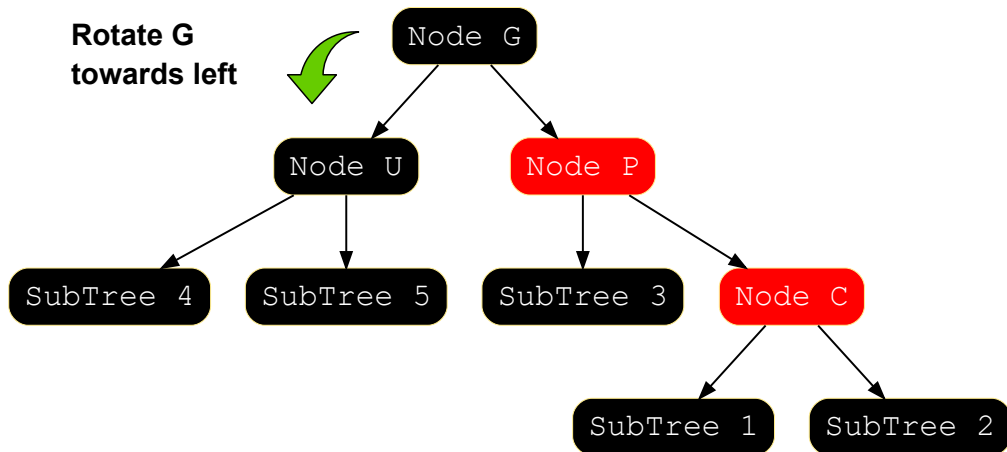 Rotate G
towards left
Node G
Node U
Node P
SubTree 4
SubTree 5
SubTree 3
Node C
SubTree 1
SubTree 2